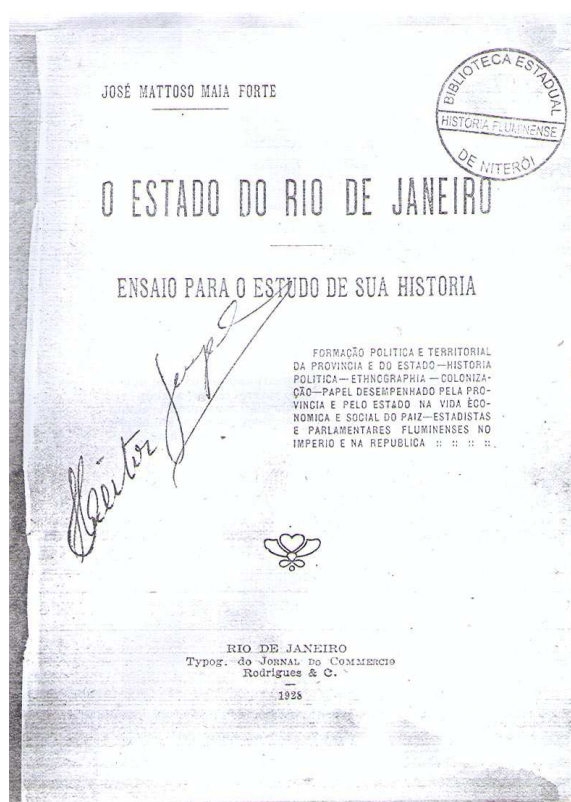 JOSÉ MATTOSO MAIA FORTE
BIBLIOTECA ESTADUAL
HISTÓRIA FLUMINENSE
DE NITERÓI
O ESTADO DO RIO DE JANEIRO
ENSAIO PARA O ESTUDO DE SUA HISTORIA
FORMAÇÃO POLITICA E TERRITORIAL
DA PROVINCIA E DO ESTADO—HISTORIA
POLITICA—ETHNOGRAPHIA—COLONIZA-
ÇÃO—PAPEL DESEMPENHADO PELA PRO-
VINCIA E PELO ESTADO NA VIDA ECO-
NOMICA E SOCIAL DO PAIZ—ESTADISTAS
E PARLAMENTARES FLUMINENSES NO
IMPERIO E NA REPUBLICA :: :: :: ::
Heitor
RIO DE JANEIRO
Typog. do JORNAL DO COMMERCIO
Rodrigues & C.
1928